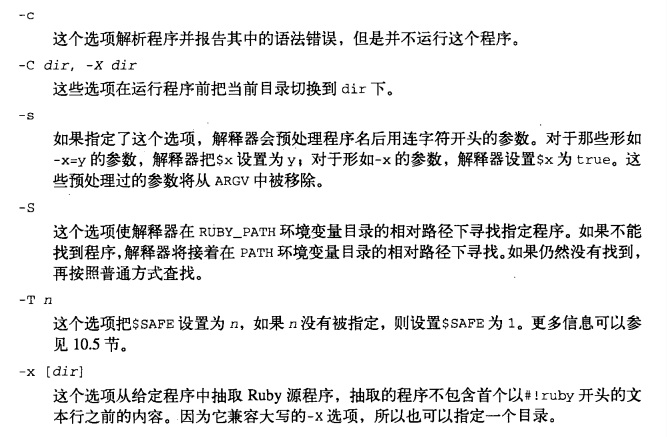 -c
这个选项解析程序并报告其中的语法错误，但是并不运行这个程序。
-C dir, -X dir
这些选项在运行程序前把当前目录切换到 dir 下。
-s
如果指定了这个选项，解释器会预处理程序名后用连字符开头的参数。对于那些形如
-x=y 的参数，解释器把$x 设置为 y；对于形如-x 的参数，解释器设置$x 为 true。这
些预处理过的参数将从 ARGV 中被移除。
-S
这个选项使解释器在 RUBY_PATH 环境变量目录的相对路径下寻找指定程序。如果不能
找到程序，解释器将接着在 PATH 环境变量目录的相对路径下寻找。如果仍然没有找到，
再按照普通方式查找。
-T n
这个选项把$SAFE 设置为 n，如果 n 没有被指定，则设置$SAFE 为 1。更多信息可以参
见 10.5 节。
-x [dir]
这个选项从给定程序中抽取 Ruby 源程序，抽取的程序不包含首个以#!ruby 开头的文
本行之前的内容。因为它兼容大写的-X 选项，所以也可以指定一个目录。